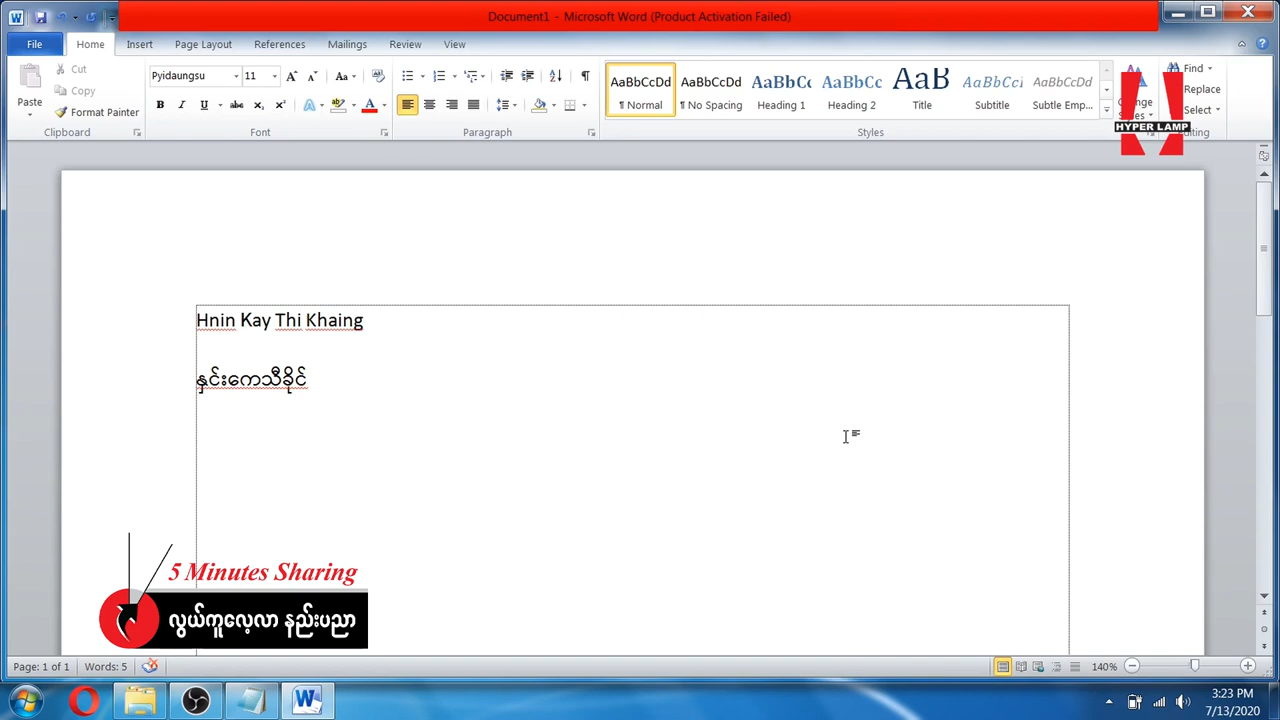 Document1 - Microsoft Word (Product Activation Failed)
File Home Insert Page Layout References Mailings Review View
Paste
Cut
Copy
Format Painter
Clipboard
Pyidaungsu 11
Font
Paragraph
AaBbCcDd AaBbCcDd AaBbCc AaBbCc AaB AaBbCci AaBbCcDd
¶ Normal ¶ No Spacing Heading 1 Heading 2 Title Subtitle Subtle Emp...
Styles
Change
Styles
Find
Replace
Select
Editing
HYPER LAMP
Hnin Kay Thi Khaing
နှင်းကေသီခိုင်
5 Minutes Sharing
လွယ်ကူလေ့လာ နည်းပညာ
Page: 1 of 1 Words: 5 140%
3:23 PM
7/13/2020